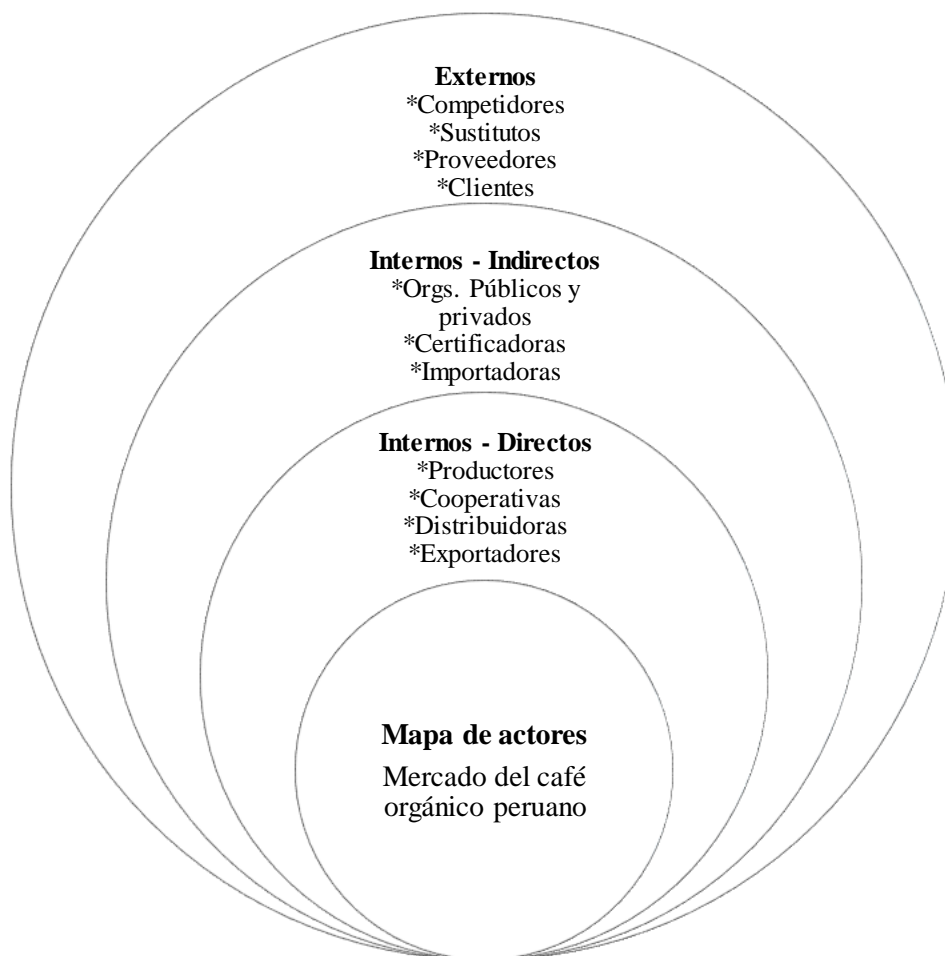 Externos
*Competidores
*Sustitutos
*Proveedores
*Clientes
Internos - Indirectos
*Orgs. Públicos y
privados
*Certificadoras
*Importadoras
Internos - Directos
*Productores
*Cooperativas
*Distribuidoras
*Exportadores
Mapa de actores
Mercado del café
orgánico peruano